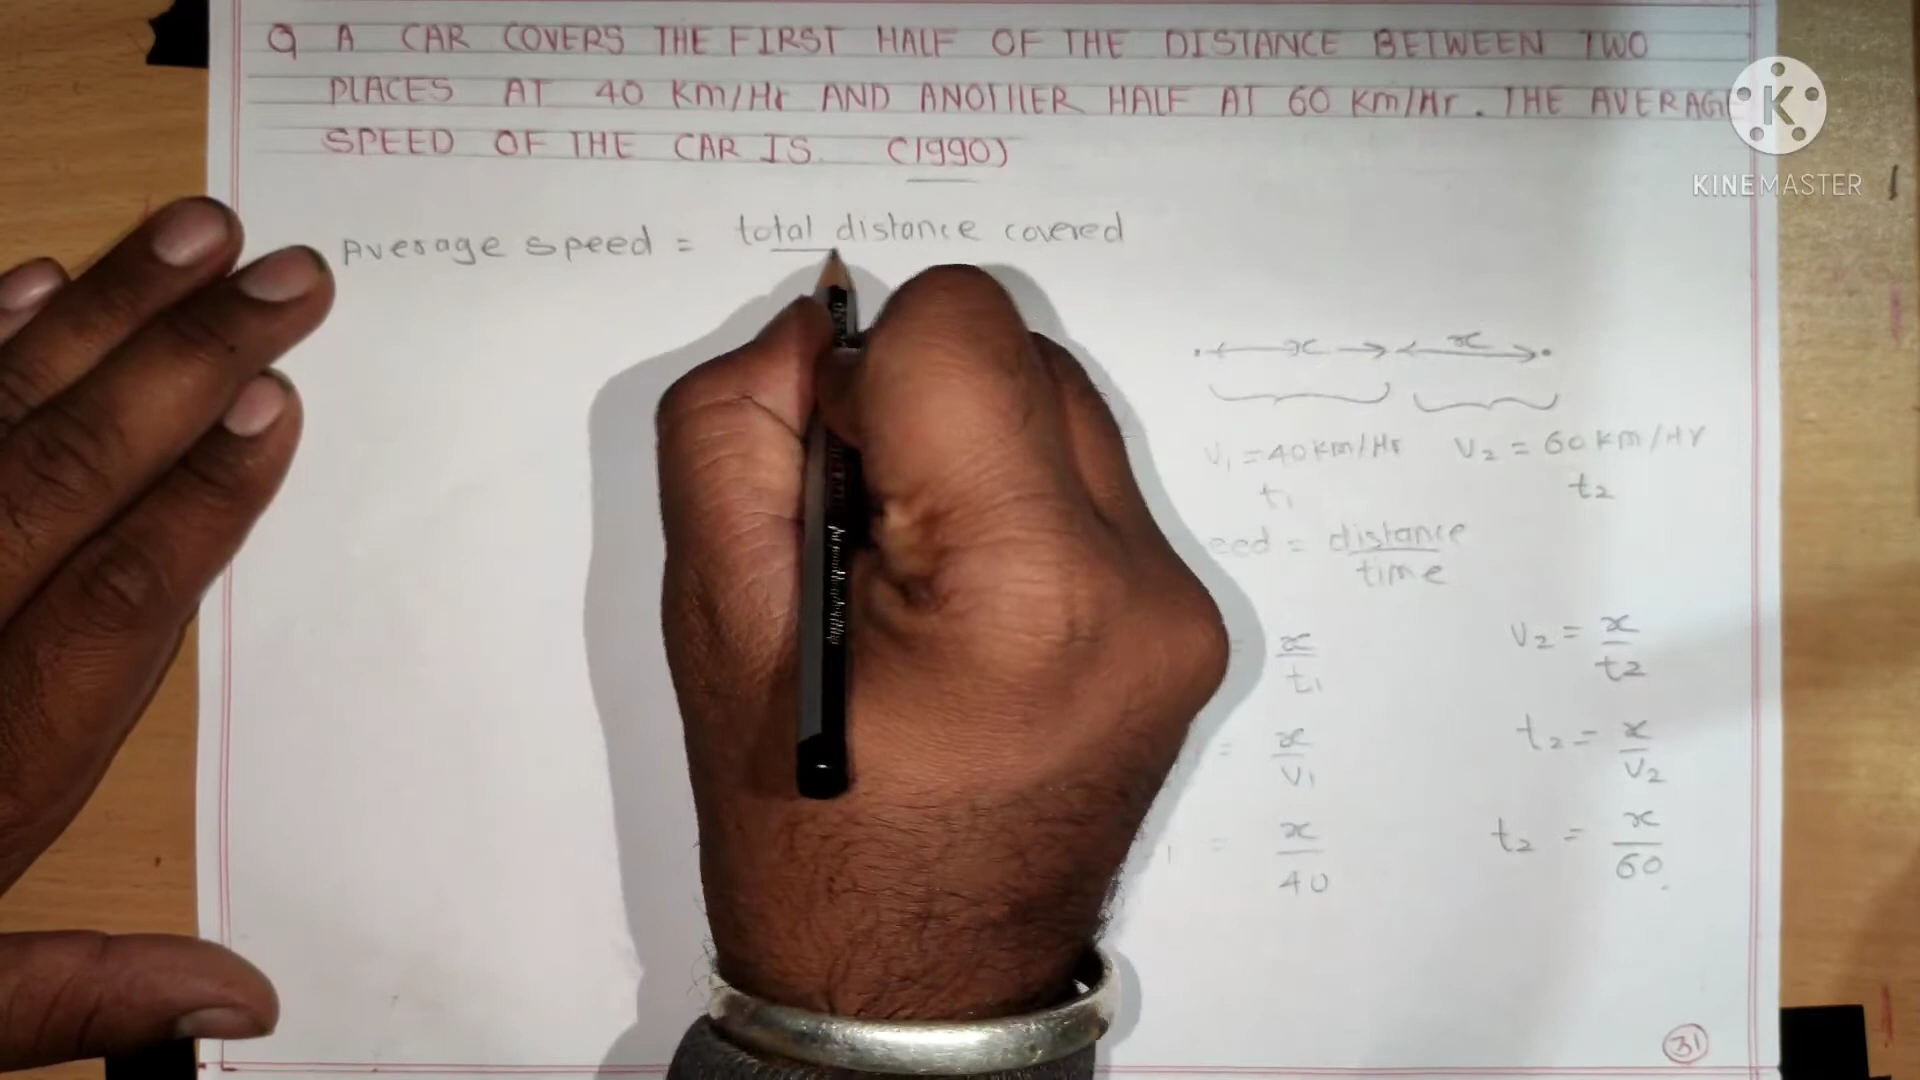 Q A CAR COVERS THE FIRST HALF OF THE DISTANCE BETWEEN TWO
PLACES AT 40 Km/Hr AND ANOTHER HALF AT 60 Km/Hr. THE AVERAGE
SPEED OF THE CAR IS. (1990)
K
KINEMASTER
Average speed = total distance covered
x x
V₁ = 40 Km/Hr V₂ = 60 Km/Hr
t₁ t₂
eed = distance
time
= x/t₁ V₂ = x/t₂
= x/V₁ t₂ = x/V₂
= x/40 t₂ = x/60
31